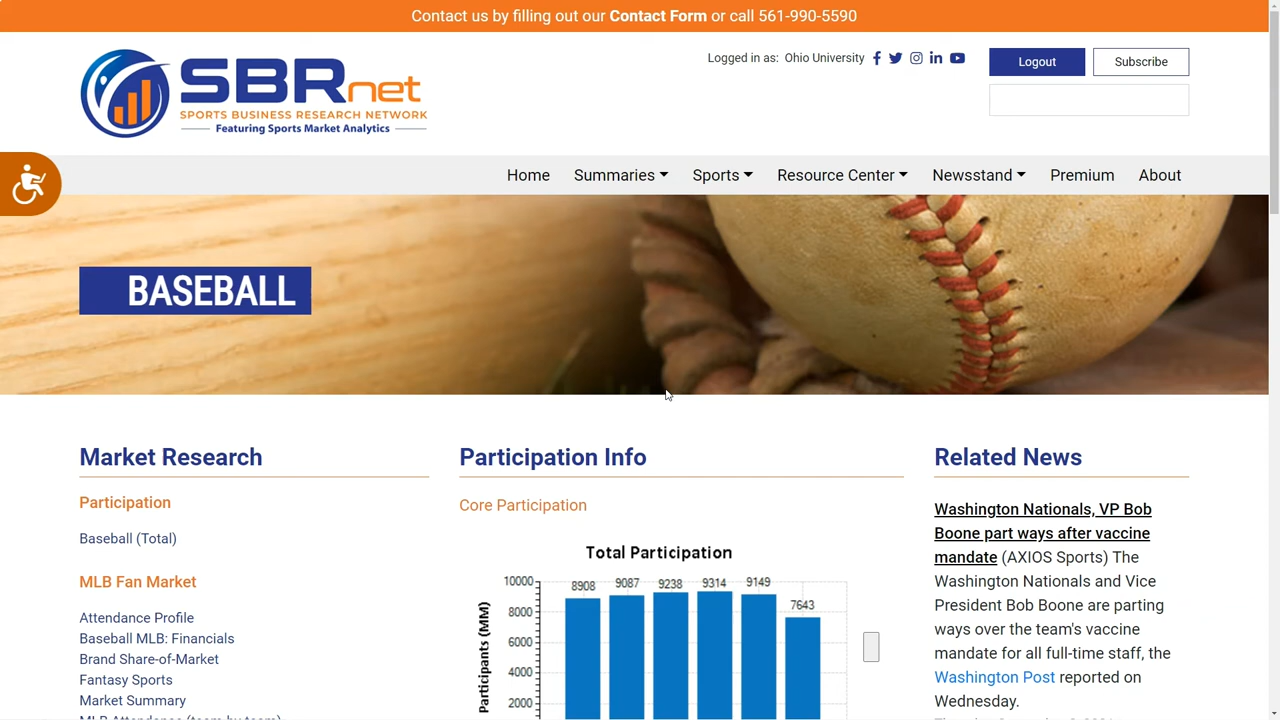 Contact us by filling out our Contact Form or call 561-990-5590
SBRnet
SPORTS BUSINESS RESEARCH NETWORK
Featuring Sports Market Analytics
Logged in as: Ohio University
Logout
Subscribe
Home
Summaries
Sports
Resource Center
Newsstand
Premium
About
BASEBALL
Market Research
Participation
Baseball (Total)
MLB Fan Market
Attendance Profile
Baseball MLB: Financials
Brand Share-of-Market
Fantasy Sports
Market Summary
MLB Attendance (team by team)
Participation Info
Core Participation
Total Participation
Participants (MM)
10000
8000
6000
4000
2000
8908
9087
9238
9314
9149
7643
Related News
Washington Nationals, VP Bob
Boone part ways after vaccine
mandate (AXIOS Sports) The
Washington Nationals and Vice
President Bob Boone are parting
ways over the team's vaccine
mandate for all full-time staff, the
Washington Post reported on
Wednesday.